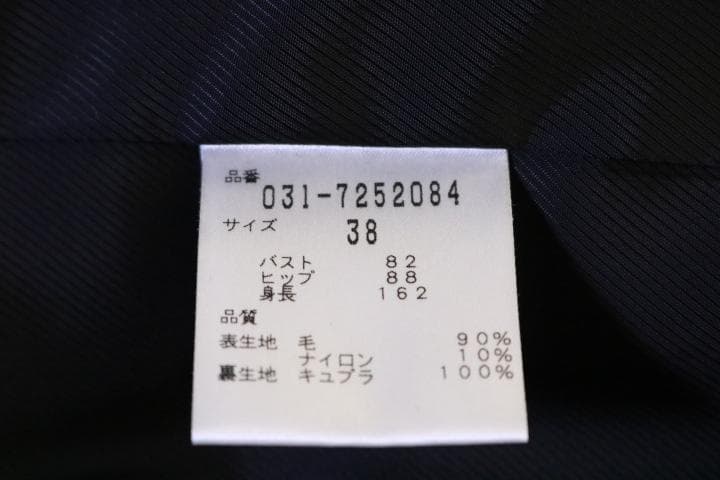 品番
031-7252084
サイズ 38
バスト 82
ヒップ 88
身長 162
品質
表生地 毛 90%
ナイロン 10%
裏生地 キュプラ 100%